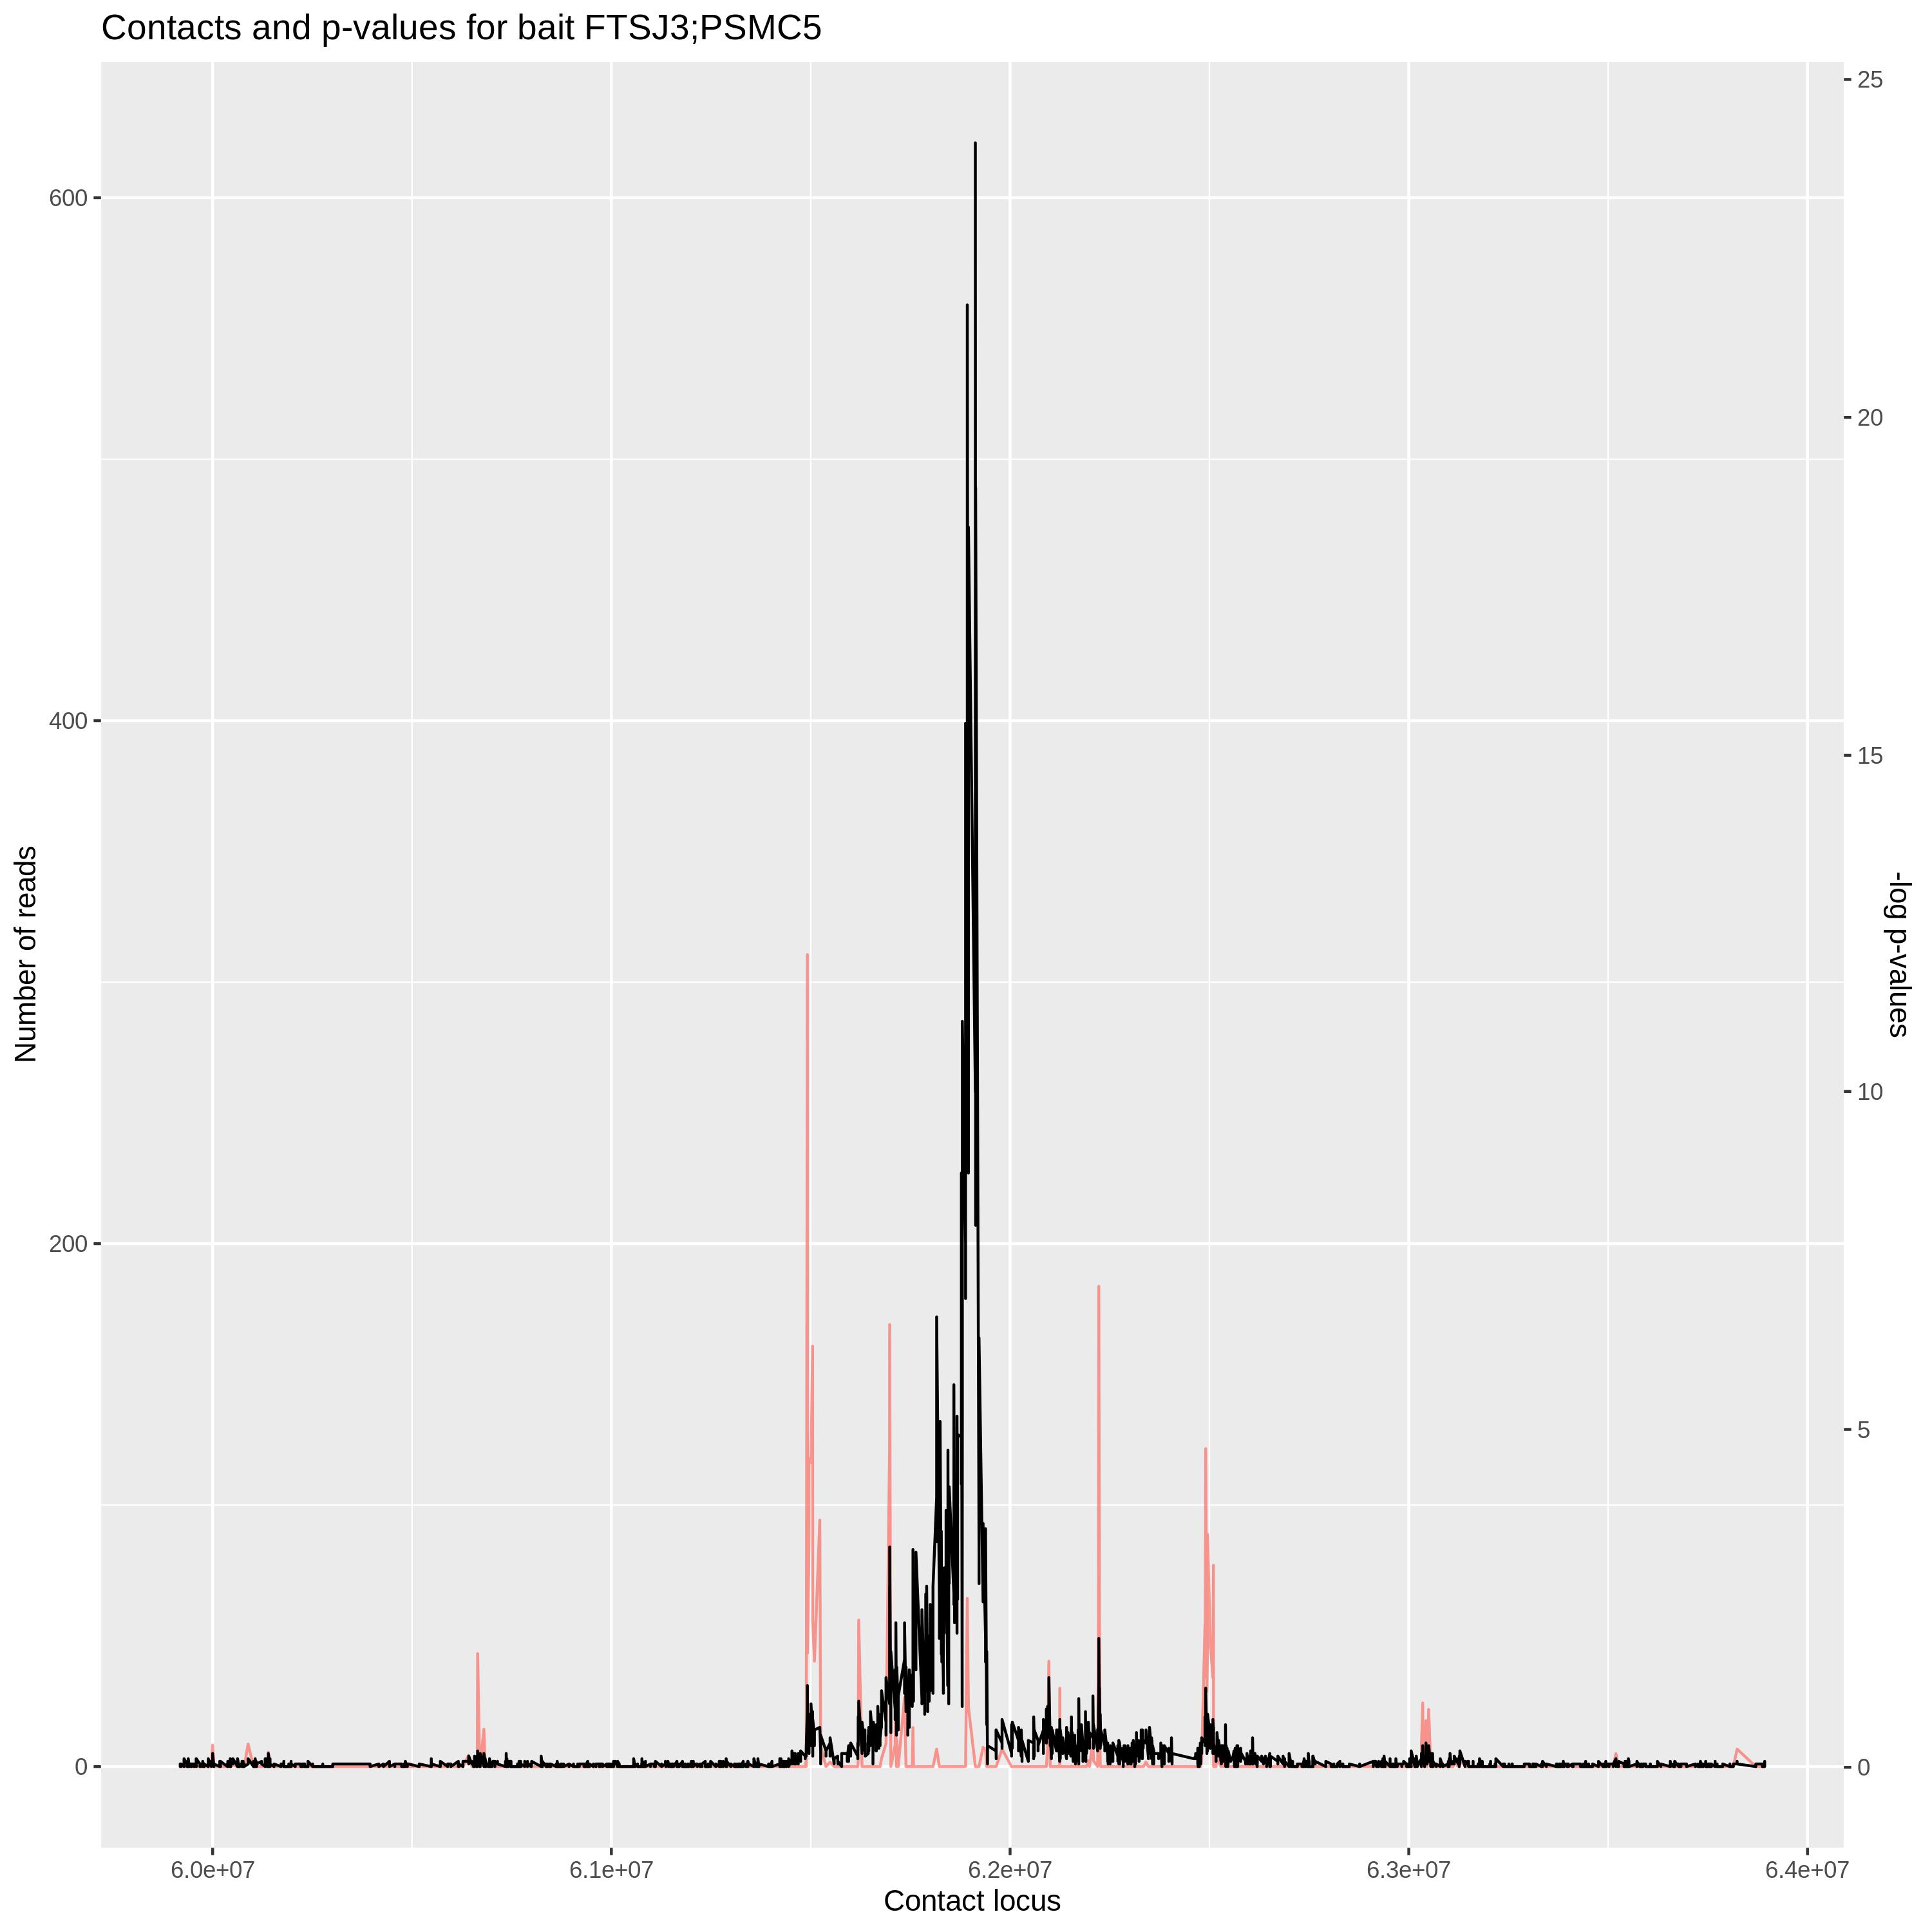 Contacts and p-values for bait FTSJ3;PSMC5
Number of reads
600
400
200
0
25
20
15
10
5
0
-log p-values
6.0e+07
6.1e+07
6.2e+07
6.3e+07
6.4e+07
Contact locus